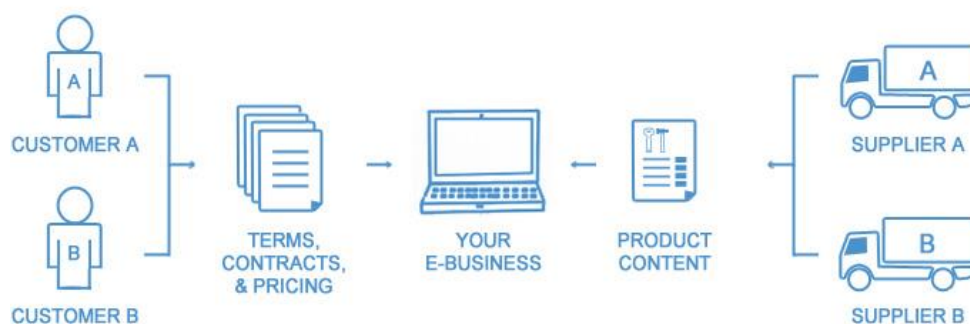 A
CUSTOMER A
B
CUSTOMER B
TERMS,
CONTRACTS,
& PRICING
YOUR
E-BUSINESS
PRODUCT
CONTENT
A
SUPPLIER A
B
SUPPLIER B